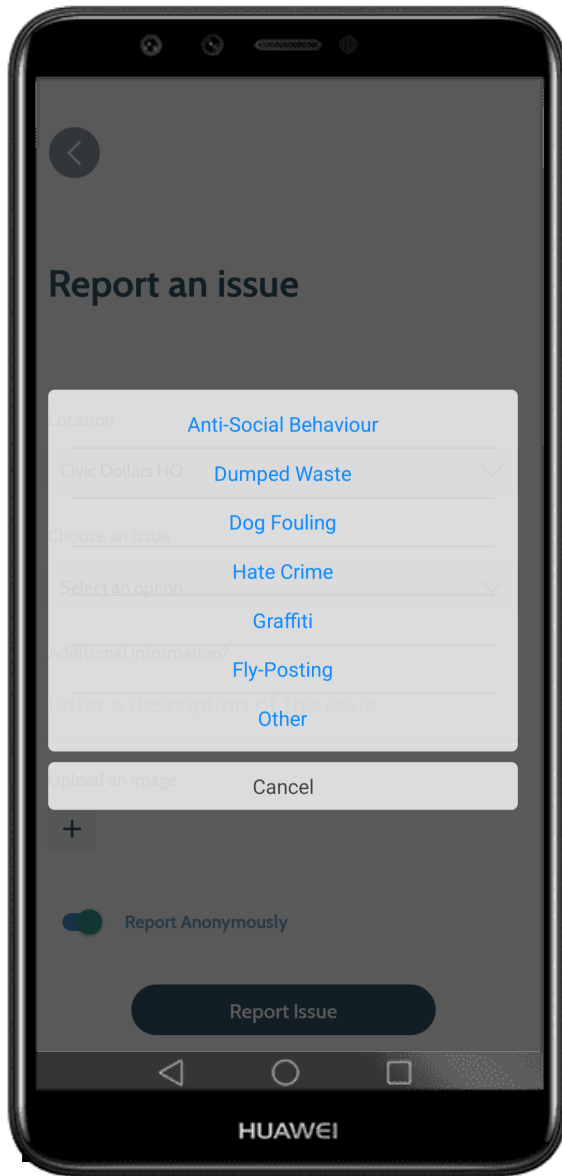 Report an issue
Location
Anti-Social Behaviour
Civic Dollars HQ
Dumped Waste
Dog Fouling
Choose an Issue
Hate Crime
Select an option
Graffiti
Additional Information?
Fly-Posting
Enter a description of the issue
Other
Upload an Image
Cancel
Report Anonymously
Report Issue
HUAWEI